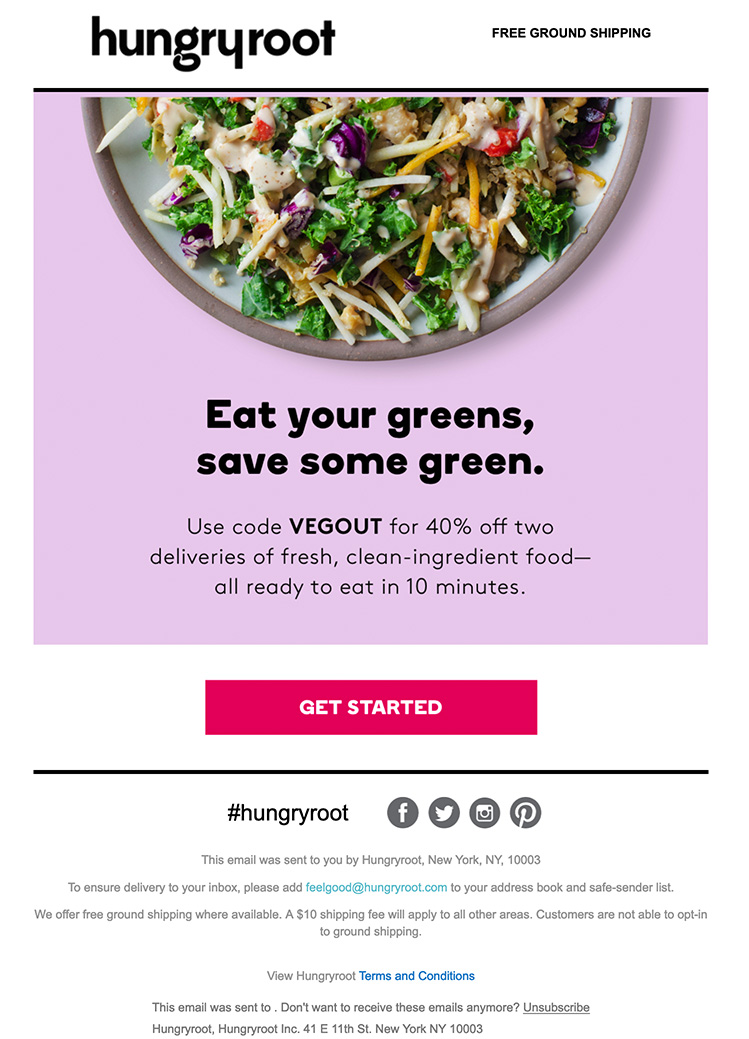 hungryroot
FREE GROUND SHIPPING
Eat your greens,
save some green.
Use code VEGOUT for 40% off two
deliveries of fresh, clean-ingredient food—
all ready to eat in 10 minutes.
GET STARTED
#hungryroot
This email was sent to you by Hungryroot, New York, NY, 10003
To ensure delivery to your inbox, please add feelgood@hungryroot.com to your address book and safe-sender list.
We offer free ground shipping where available. A $10 shipping fee will apply to all other areas. Customers are not able to opt-in
to ground shipping.
View Hungryroot Terms and Conditions
This email was sent to . Don't want to receive these emails anymore? Unsubscribe
Hungryroot, Hungryroot Inc. 41 E 11th St. New York NY 10003